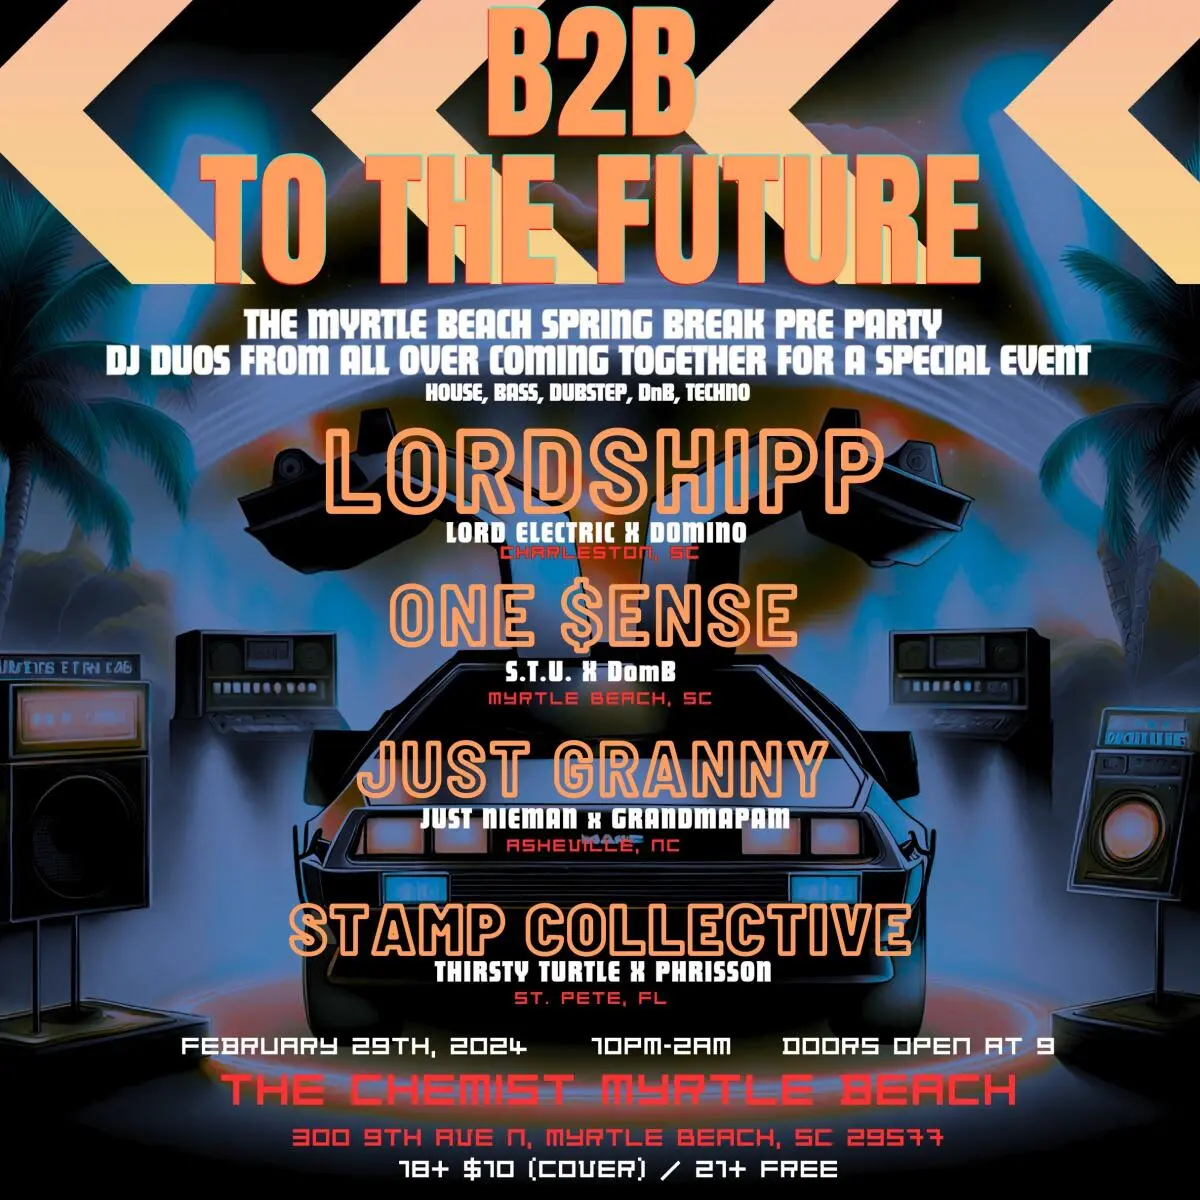 B2B
TO THE FUTURE
THE MYRTLE BEACH SPRING BREAK PRE PARTY
DJ DUOS FROM ALL OVER COMING TOGETHER FOR A SPECIAL EVENT
HOUSE, BASS, DUBSTEP, DnB, TECHNO
LORDSHIPP
LORD ELECTRIC X DOMINO
CHARLESTON, SC
ONE $ENSE
S.T.U. X DomB
MYRTLE BEACH, SC
JUST GRANNY
JUST NIEMAN x GRANDMAPAM
ASHEVILLE, NC
STAMP COLLECTIVE
THIRSTY TURTLE X PHRISSON
ST. PETE, FL
FEBRUARY 29TH, 2024 10PM-2AM DOORS OPEN AT 9
THE CHEMIST MYRTLE BEACH
300 9TH AVE N, MYRTLE BEACH, SC 29577
18+ $10 (COVER) / 21+ FREE